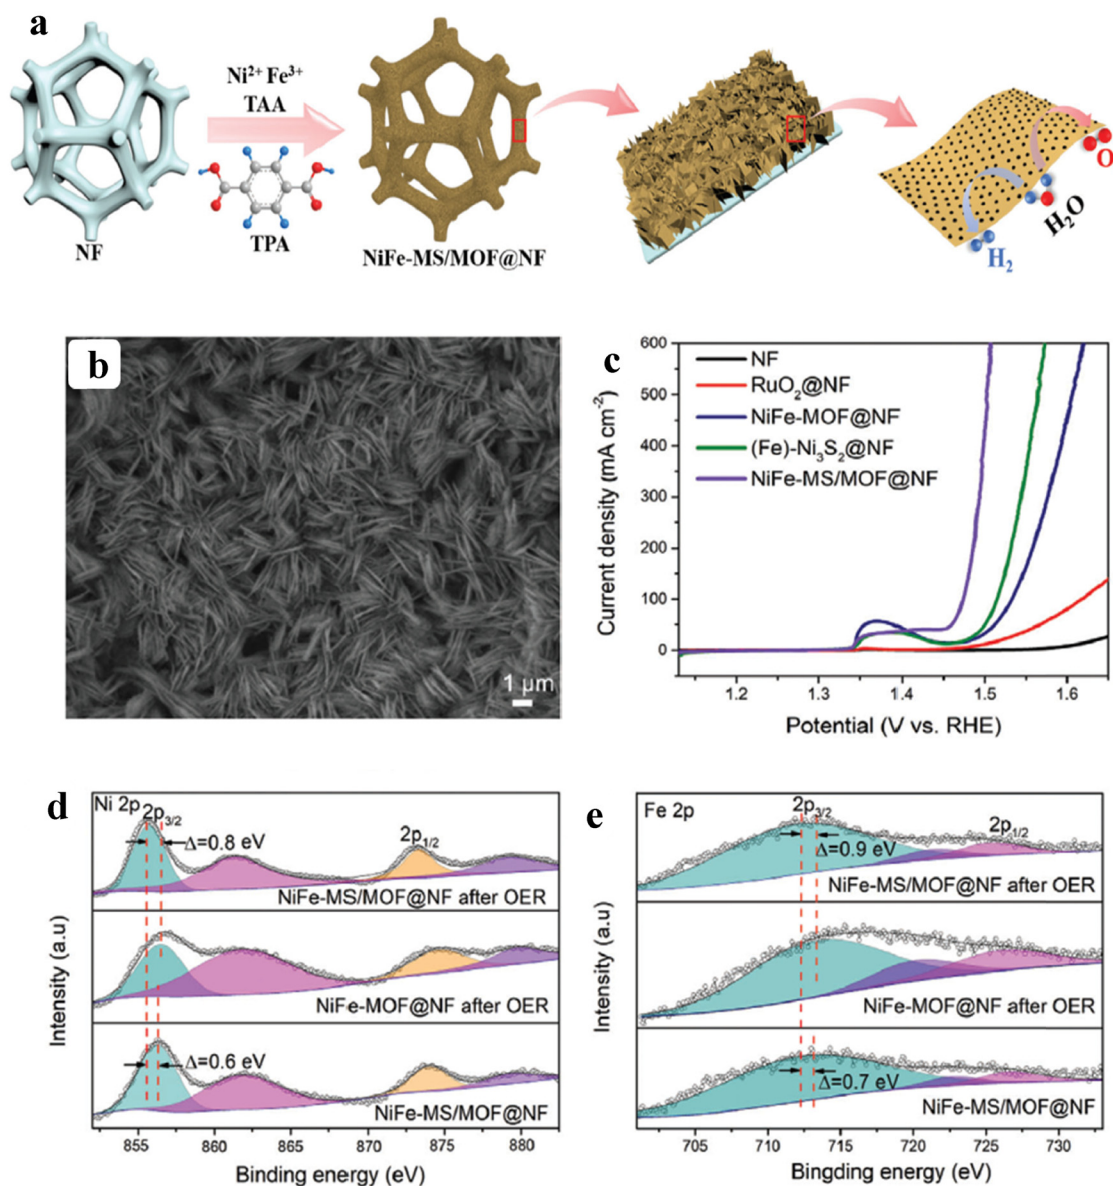 a
Ni²⁺ Fe³⁺
TAA
TPA
NF
NiFe-MS/MOF@NF
H₂
H₂O
O
b
1 μm
c
Current density (mA cm⁻²)
600
500
400
300
200
100
0
NF
RuO₂@NF
NiFe-MOF@NF
(Fe)-Ni₃S₂@NF
NiFe-MS/MOF@NF
1.2 1.3 1.4 1.5 1.6
Potential (V vs. RHE)
d
Ni 2p
2p₃/₂
Δ=0.8 eV
2p₁/₂
NiFe-MS/MOF@NF after OER
NiFe-MOF@NF after OER
Δ=0.6 eV
NiFe-MS/MOF@NF
Intensity (a.u)
855 860 865 870 875 880
Binding energy (eV)
e
Fe 2p
2p₃/₂
Δ=0.9 eV
2p₁/₂
NiFe-MS/MOF@NF after OER
NiFe-MOF@NF after OER
Δ=0.7 eV
NiFe-MS/MOF@NF
Intensity (a.u)
705 710 715 720 725 730
Bingding energy (eV)